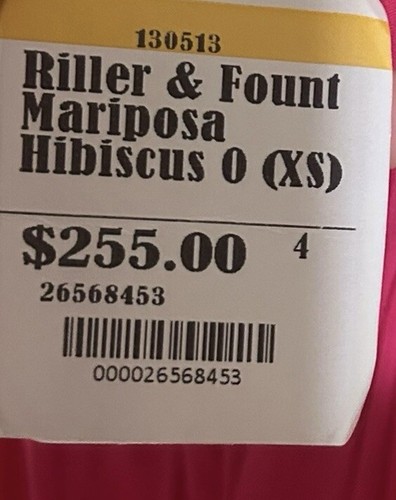 130513
Riller & Fount
Mariposa
Hibiscus 0 (XS)
$255.00 4
26568453
000026568453